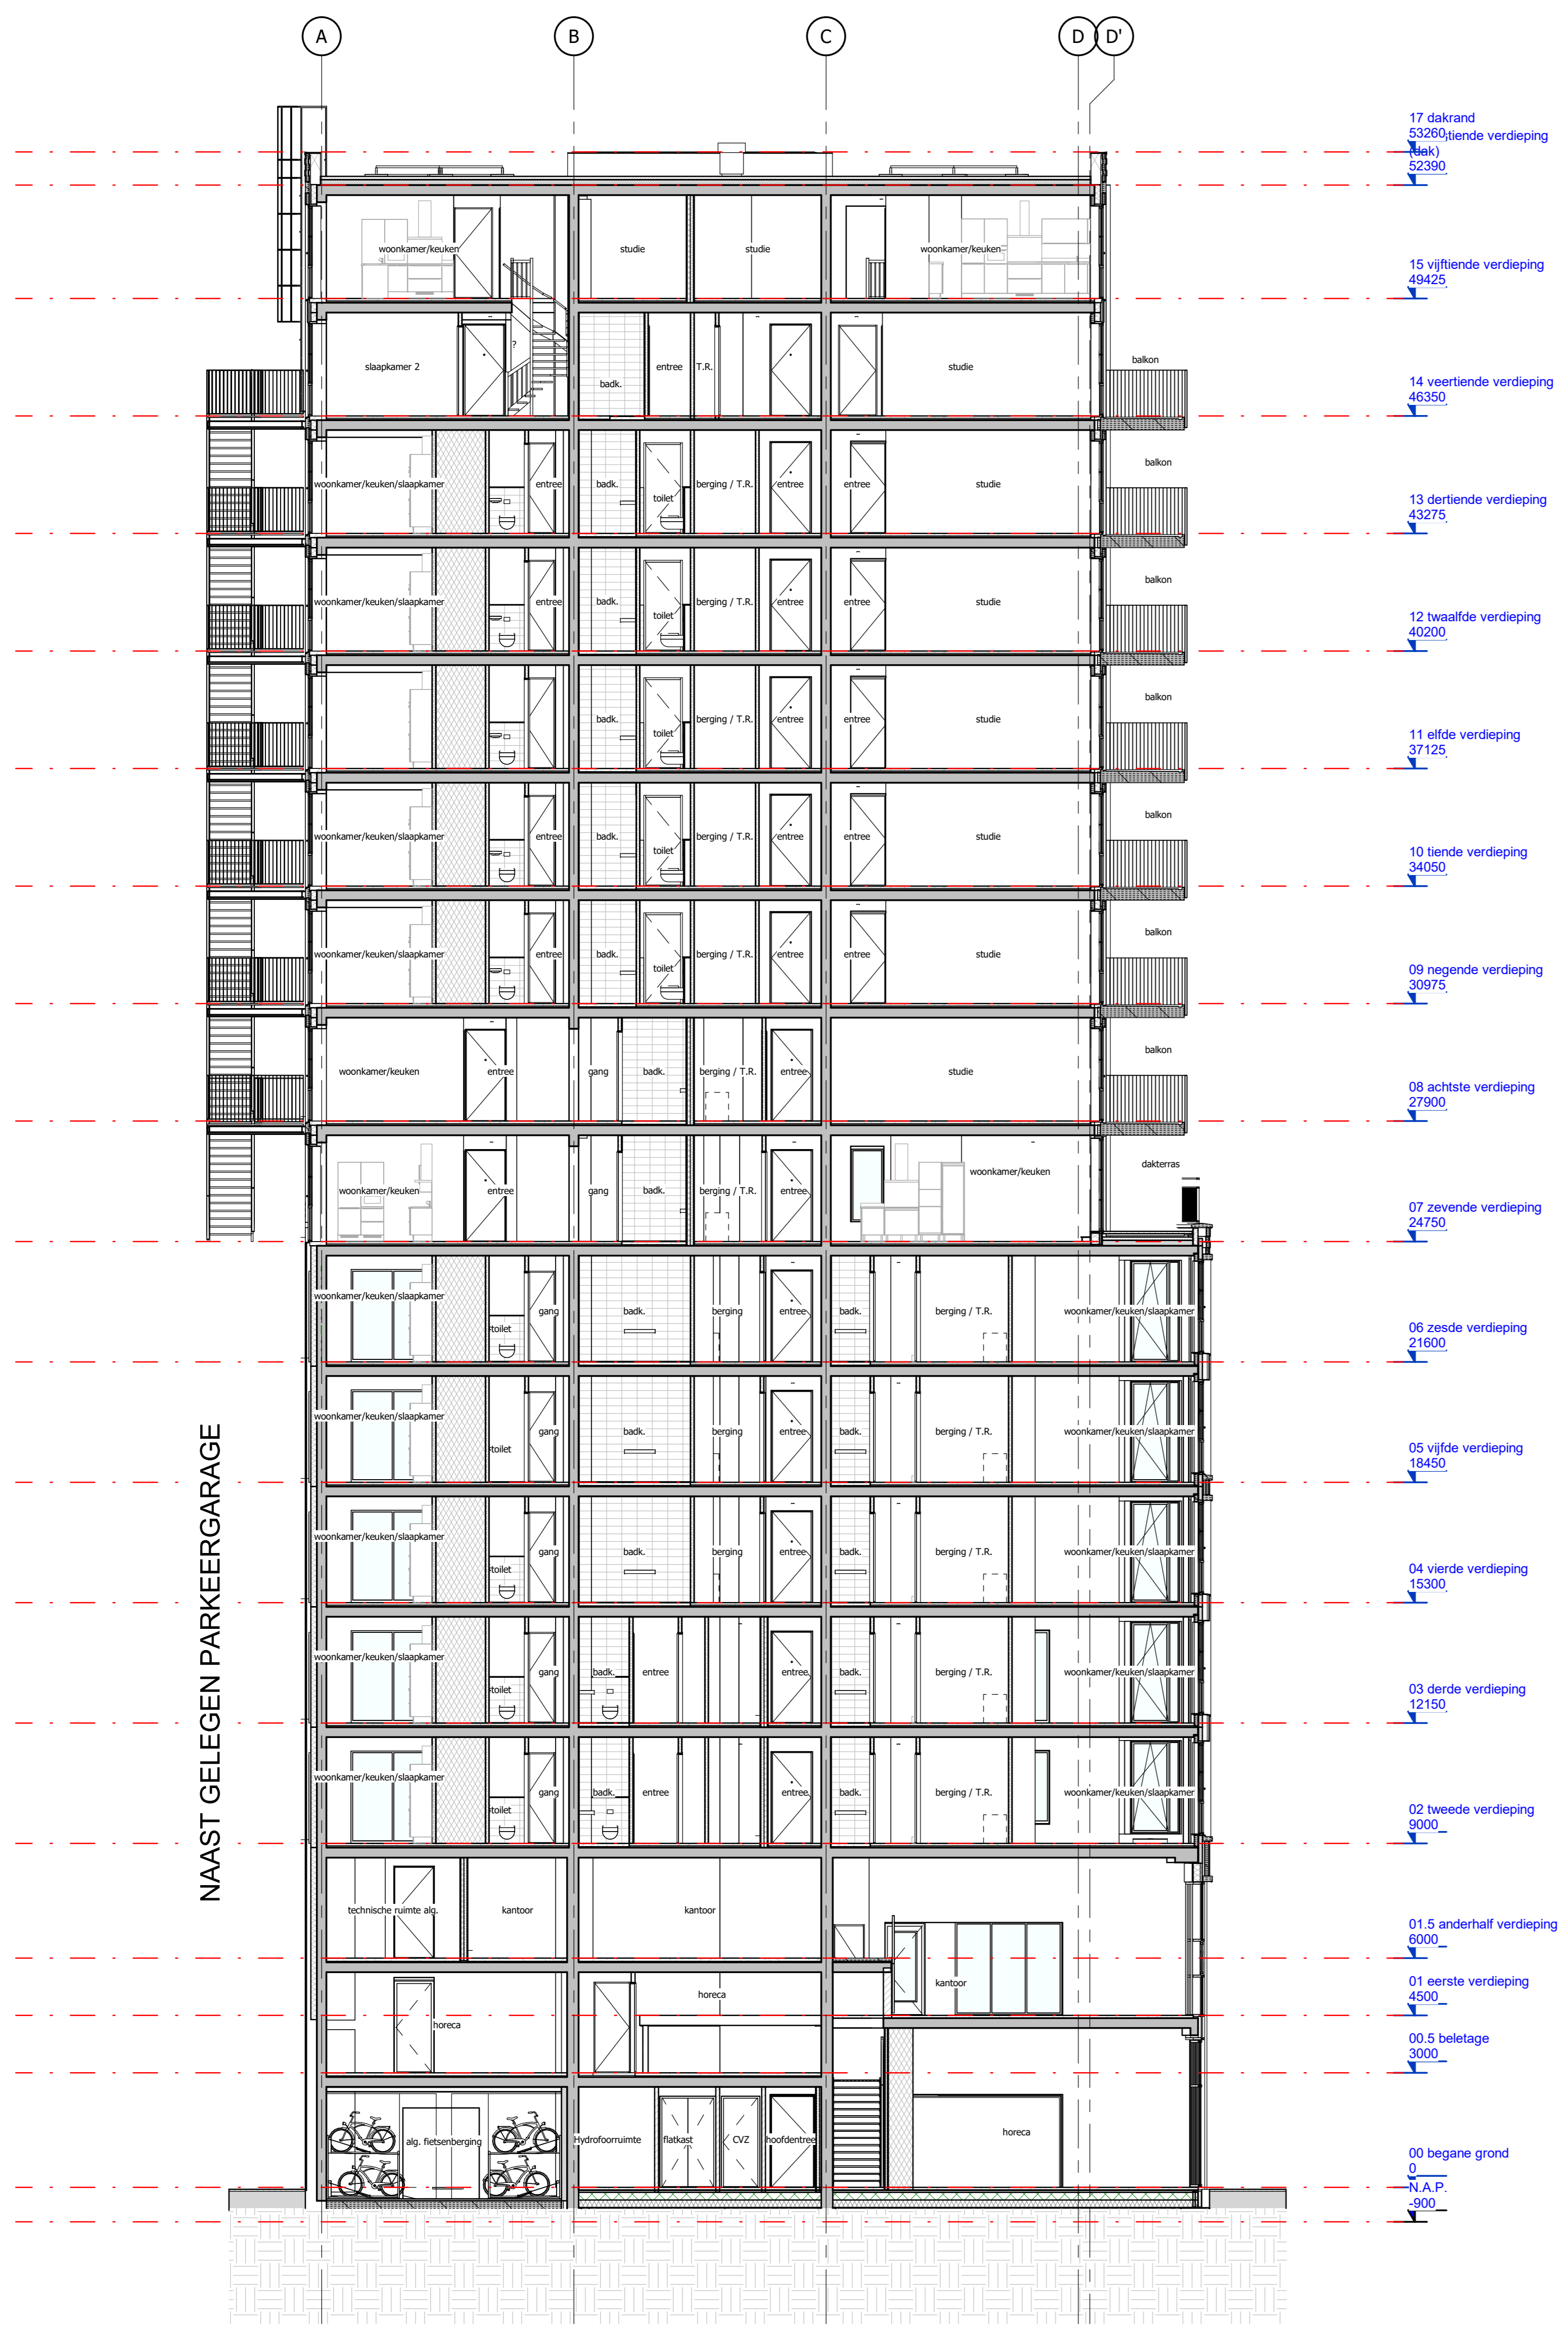 A B C D D'
17 dakrand
53260
tiende verdieping
(dak)
52390
woonkamer/keuken studie studie woonkamer/keuken
15 vijftiende verdieping
49425
slaapkamer 2 ? badk. entree T.R. studie balkon
14 veertiende verdieping
46350
woonkamer/keuken/slaapkamer entree badk. toilet berging / T.R. entree entree studie balkon
13 dertiende verdieping
43275
woonkamer/keuken/slaapkamer entree badk. toilet berging / T.R. entree entree studie balkon
12 twaalfde verdieping
40200
entree badk. toilet berging / T.R. entree entree studie balkon
11 elfde verdieping
37125
woonkamer/keuken/slaapkamer entree badk. toilet berging / T.R. entree entree studie balkon
10 tiende verdieping
34050
woonkamer/keuken/slaapkamer entree badk. toilet berging / T.R. entree entree studie balkon
09 negende verdieping
30975
woonkamer/keuken entree gang badk. berging / T.R. entree studie balkon
08 achtste verdieping
27900
woonkamer/keuken entree gang badk. berging / T.R. entree woonkamer/keuken dakterras
07 zevende verdieping
24750
woonkamer/keuken/slaapkamer toilet gang badk. berging entree badk. berging / T.R. woonkamer/keuken/slaapkamer
06 zesde verdieping
21600
woonkamer/keuken/slaapkamer toilet gang badk. berging entree badk. berging / T.R. woonkamer/keuken/slaapkamer
05 vijfde verdieping
18450
woonkamer/keuken/slaapkamer toilet gang badk. berging entree badk. berging / T.R. woonkamer/keuken/slaapkamer
04 vierde verdieping
15300
woonkamer/keuken/slaapkamer toilet gang badk. entree entree badk. berging / T.R. woonkamer/keuken/slaapkamer
03 derde verdieping
12150
woonkamer/keuken/slaapkamer toilet gang badk. entree entree badk. berging / T.R. woonkamer/keuken/slaapkamer
02 tweede verdieping
9000
NAAST GELEGEN PARKEERGARAGE
technische ruimte alg. kantoor kantoor
01.5 anderhalf verdieping
6000
kantoor
01 eerste verdieping
4500
horeca horeca
00.5 beletage
3000
alg. fietsenberging Hydrofoorruimte flatkast CVZ hoofdentree horeca
00 begane grond
0
N.A.P.
-900